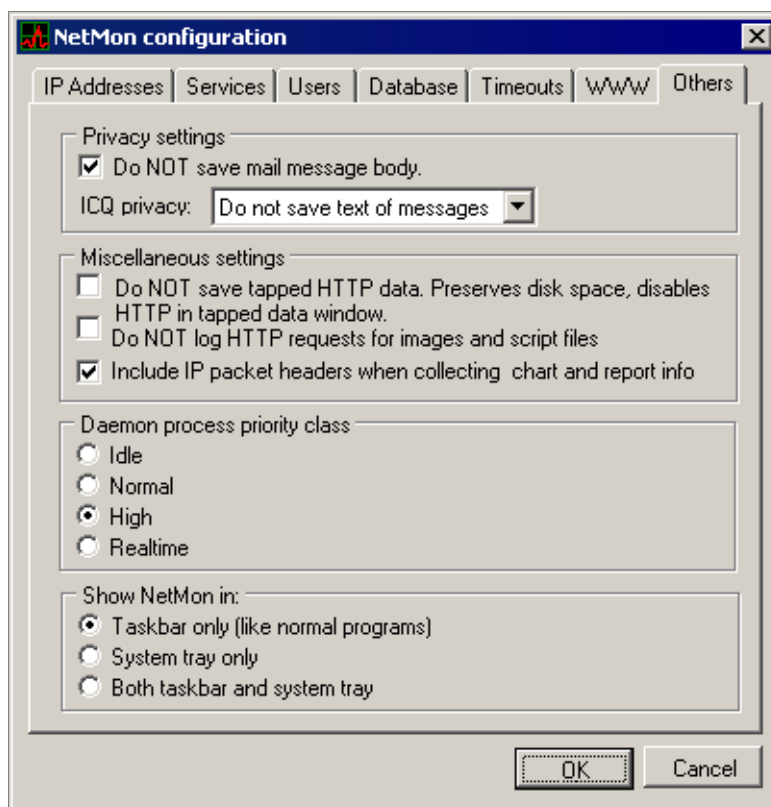 NetMon configuration
IP Addresses Services Users Database Timeouts WWW Others
Privacy settings
Do NOT save mail message body.
ICQ privacy: Do not save text of messages
Miscellaneous settings
Do NOT save tapped HTTP data. Preserves disk space, disables
HTTP in tapped data window.
Do NOT log HTTP requests for images and script files
Include IP packet headers when collecting chart and report info
Daemon process priority class
Idle
Normal
High
Realtime
Show NetMon in:
Taskbar only (like normal programs)
System tray only
Both taskbar and system tray
OK Cancel